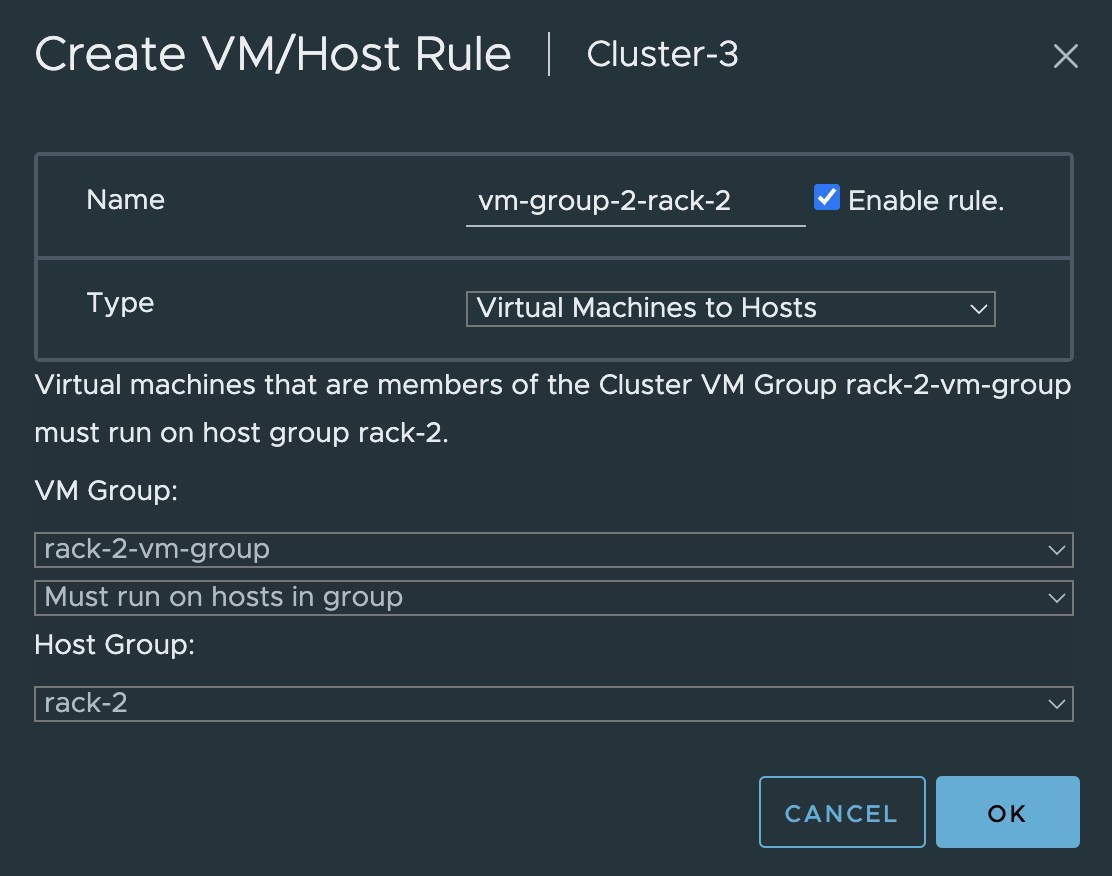 Create VM/Host Rule | Cluster-3
Name vm-group-2-rack-2 Enable rule.
Type Virtual Machines to Hosts
Virtual machines that are members of the Cluster VM Group rack-2-vm-group
must run on host group rack-2.
VM Group:
rack-2-vm-group
Must run on hosts in group
Host Group:
rack-2
CANCEL OK